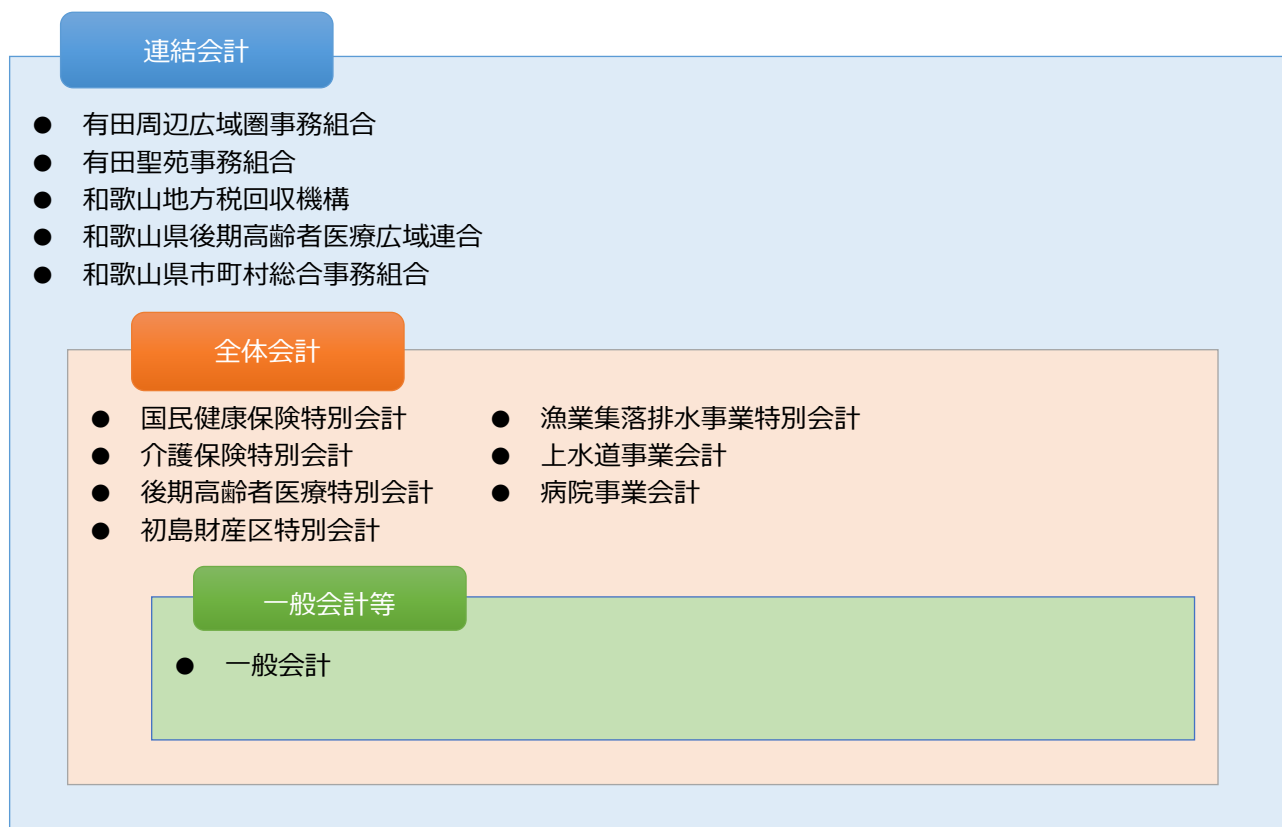 連結会計
● 有田周辺広域圏事務組合
● 有田聖苑事務組合
● 和歌山地方税回収機構
● 和歌山県後期高齢者医療広域連合
● 和歌山県市町村総合事務組合
全体会計
● 国民健康保険特別会計
● 介護保険特別会計
● 後期高齢者医療特別会計
● 初島財産区特別会計
● 漁業集落排水事業特別会計
● 上水道事業会計
● 病院事業会計
一般会計等
● 一般会計